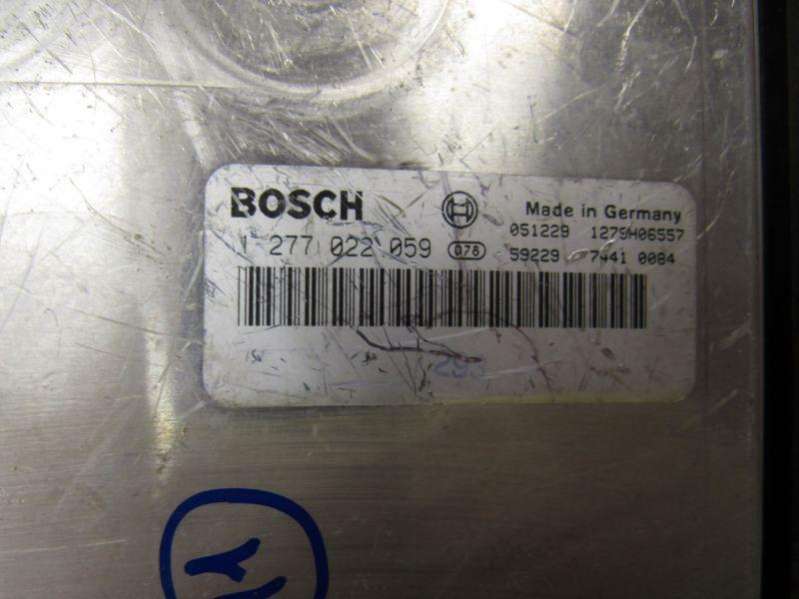 BOSCH
Made in Germany
1 277 022 059 078
051229 1279H06557
59229 7441 0084